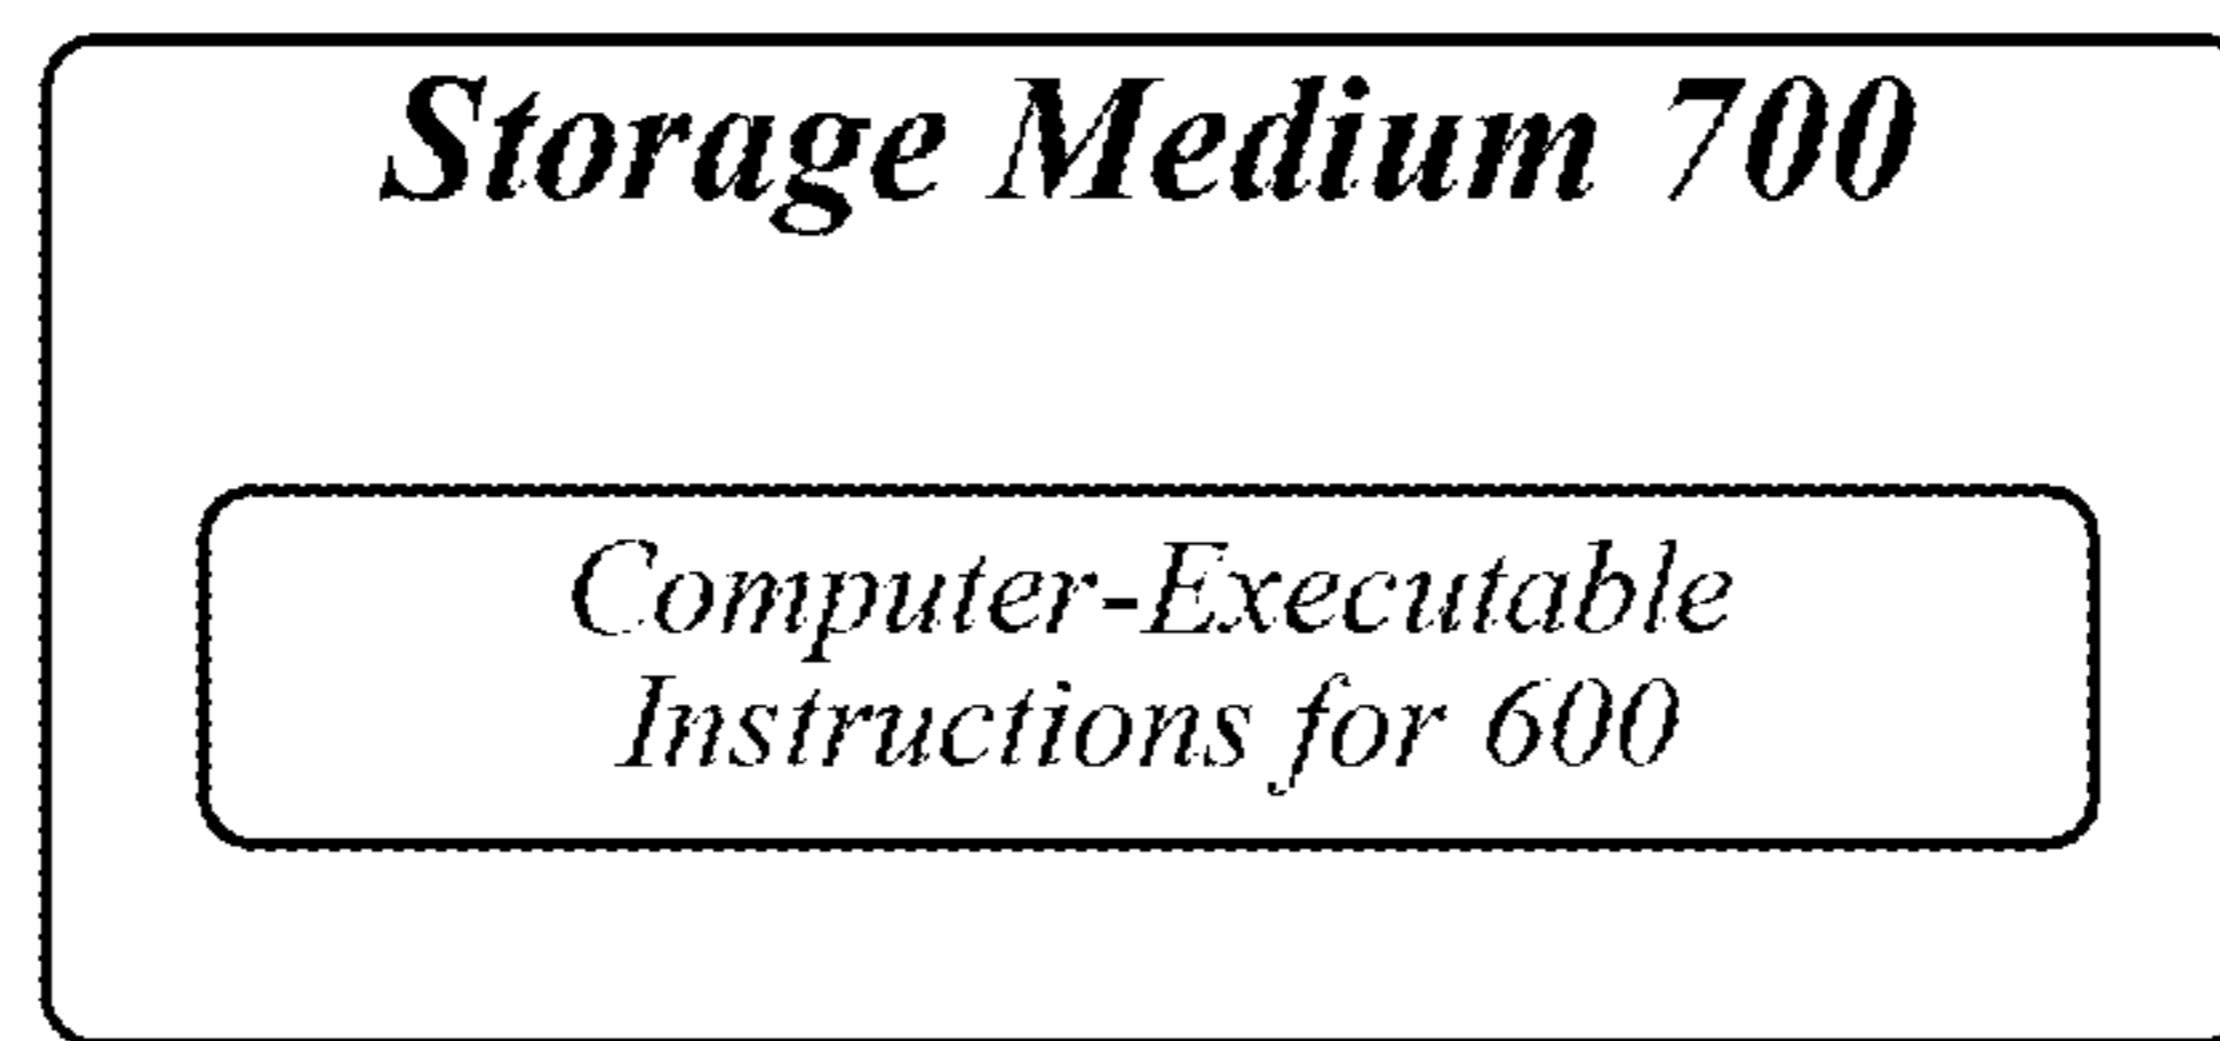 Storage Medium 700
Computer-Executable
Instructions for 600